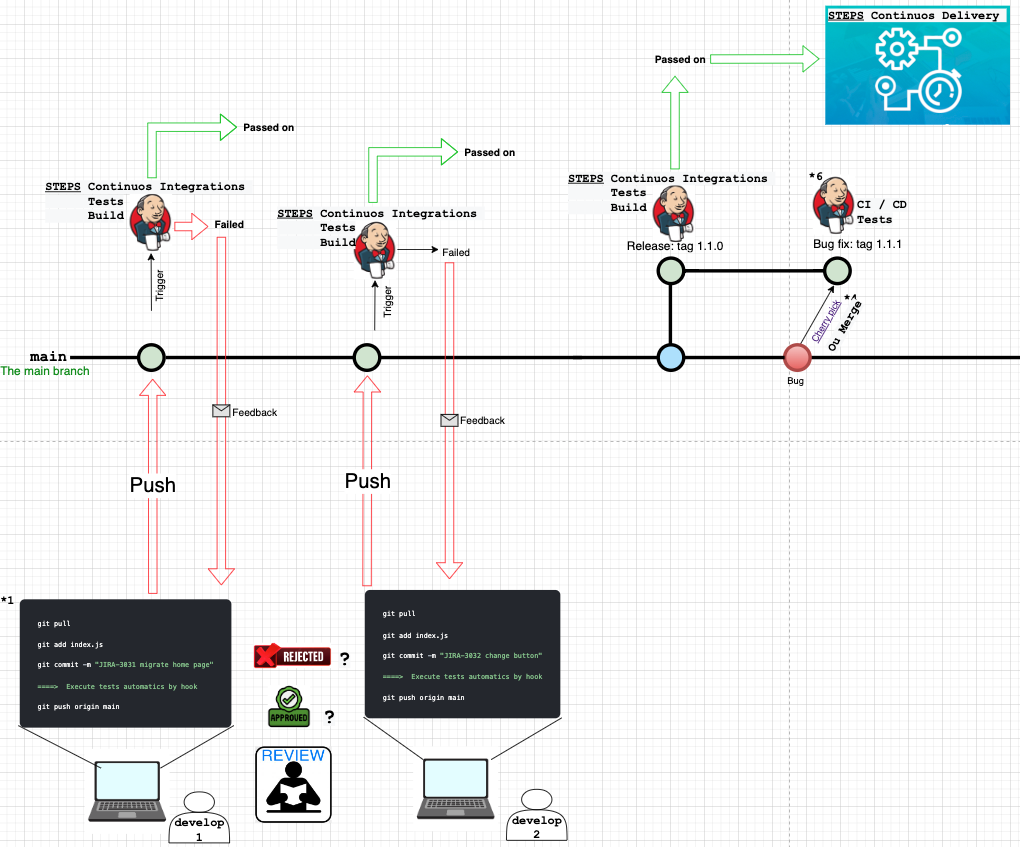 STEPS Continuos Delivery
Passed on
Passed on
Passed on
STEPS Continuos Integrations
Tests
Build
Failed
Trigger
STEPS Continuos Integrations
Tests
Build
Failed
Trigger
STEPS Continuos Integrations
Tests
Build
Release: tag 1.1.0
*6
CI / CD
Tests
Bug fix: tag 1.1.1
Cherry pick
Ou Merge
*^
main
The main branch
Bug
Feedback
Feedback
Push
Push
*1
git pull
git add index.js
git commit -m "JIRA-3031 migrate home page"
====> Execute tests automatics by hook
git push origin main
git pull
git add index.js
git commit -m "JIRA-3032 change button"
====> Execute tests automatics by hook
git push origin main
REJECTED ?
APPROVED ?
REVIEW
develop
1
develop
2